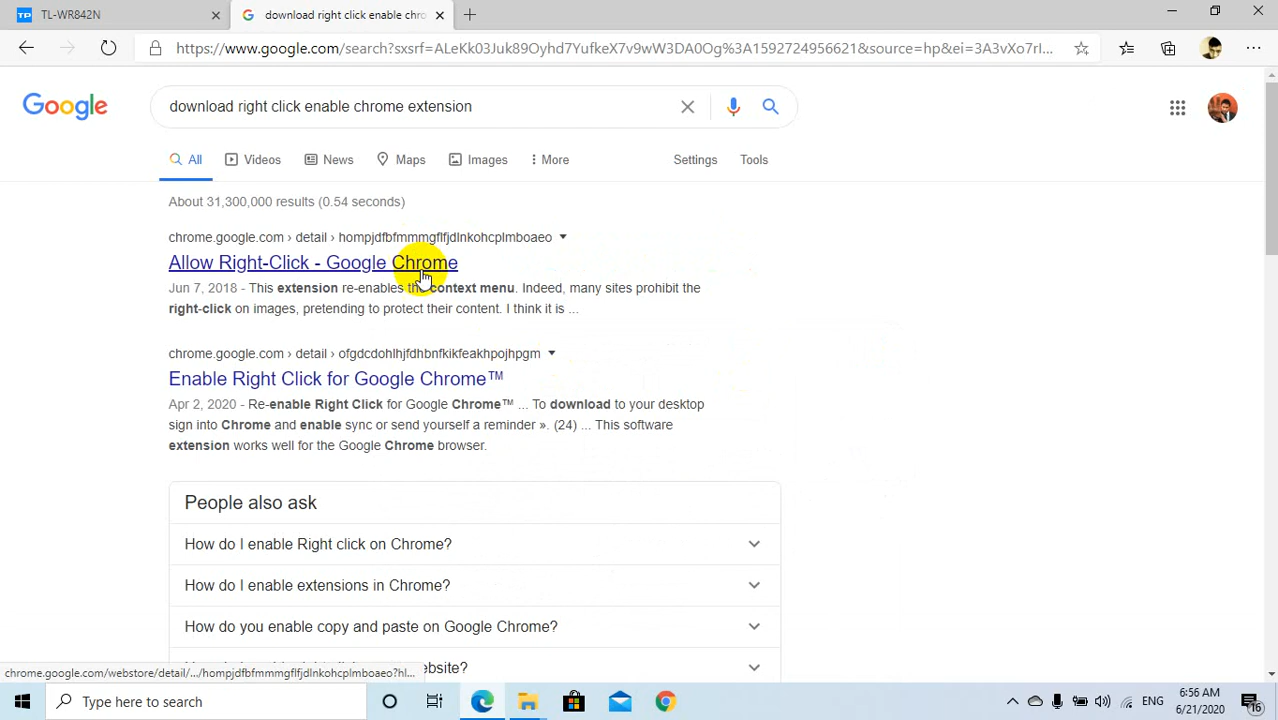 TP TL-WR842N
download right click enable chro
https://www.google.com/search?sxsrf=ALeKk03Juk89Oyhd7YufkeX7v9wW3DA0Og%3A1592724956621&source=hp&ei=3A3vXo7rI...
Google
download right click enable chrome extension
All Videos News Maps Images More Settings Tools
About 31,300,000 results (0.54 seconds)
chrome.google.com › detail › hompjdfbfmmmgflfjdlnkohcplmboaeo
Allow Right-Click - Google Chrome
Jun 7, 2018 - This extension re-enables the context menu. Indeed, many sites prohibit the
right-click on images, pretending to protect their content. I think it is ...
chrome.google.com › detail › ofgdcdohlhjfdhbnfkikfeakhpojhpgm
Enable Right Click for Google Chrome™
Apr 2, 2020 - Re-enable Right Click for Google Chrome™ ... To download to your desktop
sign into Chrome and enable sync or send yourself a reminder ». (24) ... This software
extension works well for the Google Chrome browser.
People also ask
How do I enable Right click on Chrome?
How do I enable extensions in Chrome?
How do you enable copy and paste on Google Chrome?
ebsite?
chrome.google.com/webstore/detail/.../hompjdfbfmmmgflfjdlnkohcplmboaeo?hl...
Type here to search
ENG
6:56 AM
6/21/2020
16